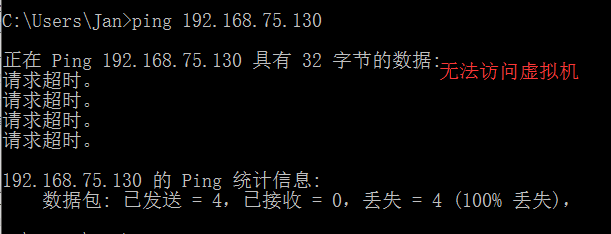 C:\Users\Jan>ping 192.168.75.130
正在 Ping 192.168.75.130 具有 32 字节的数据:
无法访问虚拟机
请求超时。
请求超时。
请求超时。
请求超时。
192.168.75.130 的 Ping 统计信息:
数据包: 已发送 = 4，已接收 = 0，丢失 = 4 (100% 丢失)，